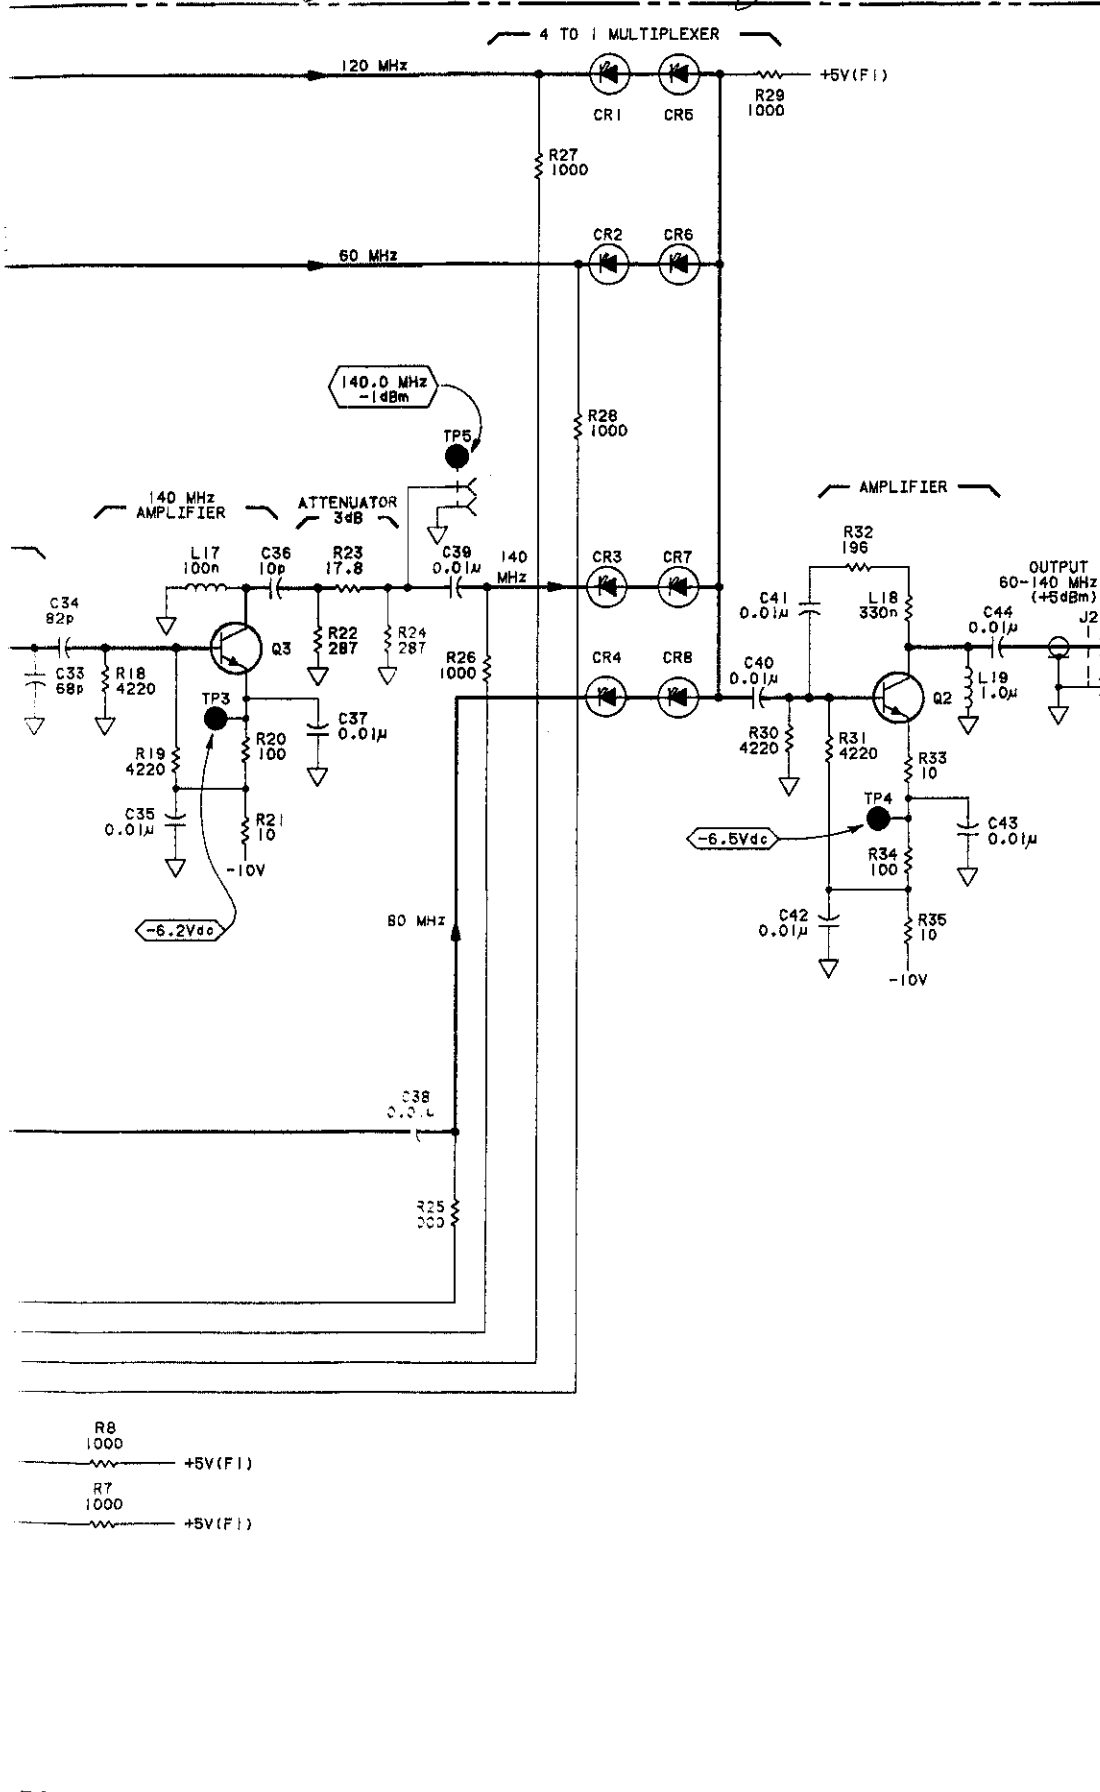 4 TO 1 MULTIPLEXER
120 MHz
CR1
CR5
+5V(F1)
R29
1000
R27
1000
60 MHz
CR2
CR6
140.0 MHz
-1dBm
TP5
R28
1000
140 MHz
AMPLIFIER
ATTENUATOR
3dB
AMPLIFIER
L17
100n
C36
10p
R23
17.8
C39
0.01µ
140
MHz
CR3
CR7
R32
196
C41
0.01µ
L18
330n
OUTPUT
60-140 MHz
(+5dBm)
J2
C44
0.01µ
C34
82p
C33
68p
R18
4220
Q3
R22
287
R24
287
R26
1000
CR4
CR8
C40
0.01µ
Q2
L19
1.0µ
TP3
R19
4220
R20
100
C37
0.01µ
R30
4220
R31
4220
R33
10
C35
0.01µ
R21
10
-10V
TP4
-6.5Vdc
C43
0.01µ
R34
100
-6.2Vdc
80 MHz
C42
0.01µ
R35
10
-10V
C38
R25
R8
1000
+5V(F1)
R7
1000
+5V(F1)